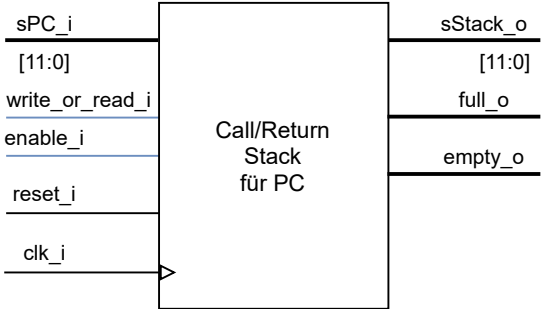 sPC_i
[11:0]
write_or_read_i
enable_i
reset_i
clk_i
Call/Return
Stack
für PC
sStack_o
[11:0]
full_o
empty_o